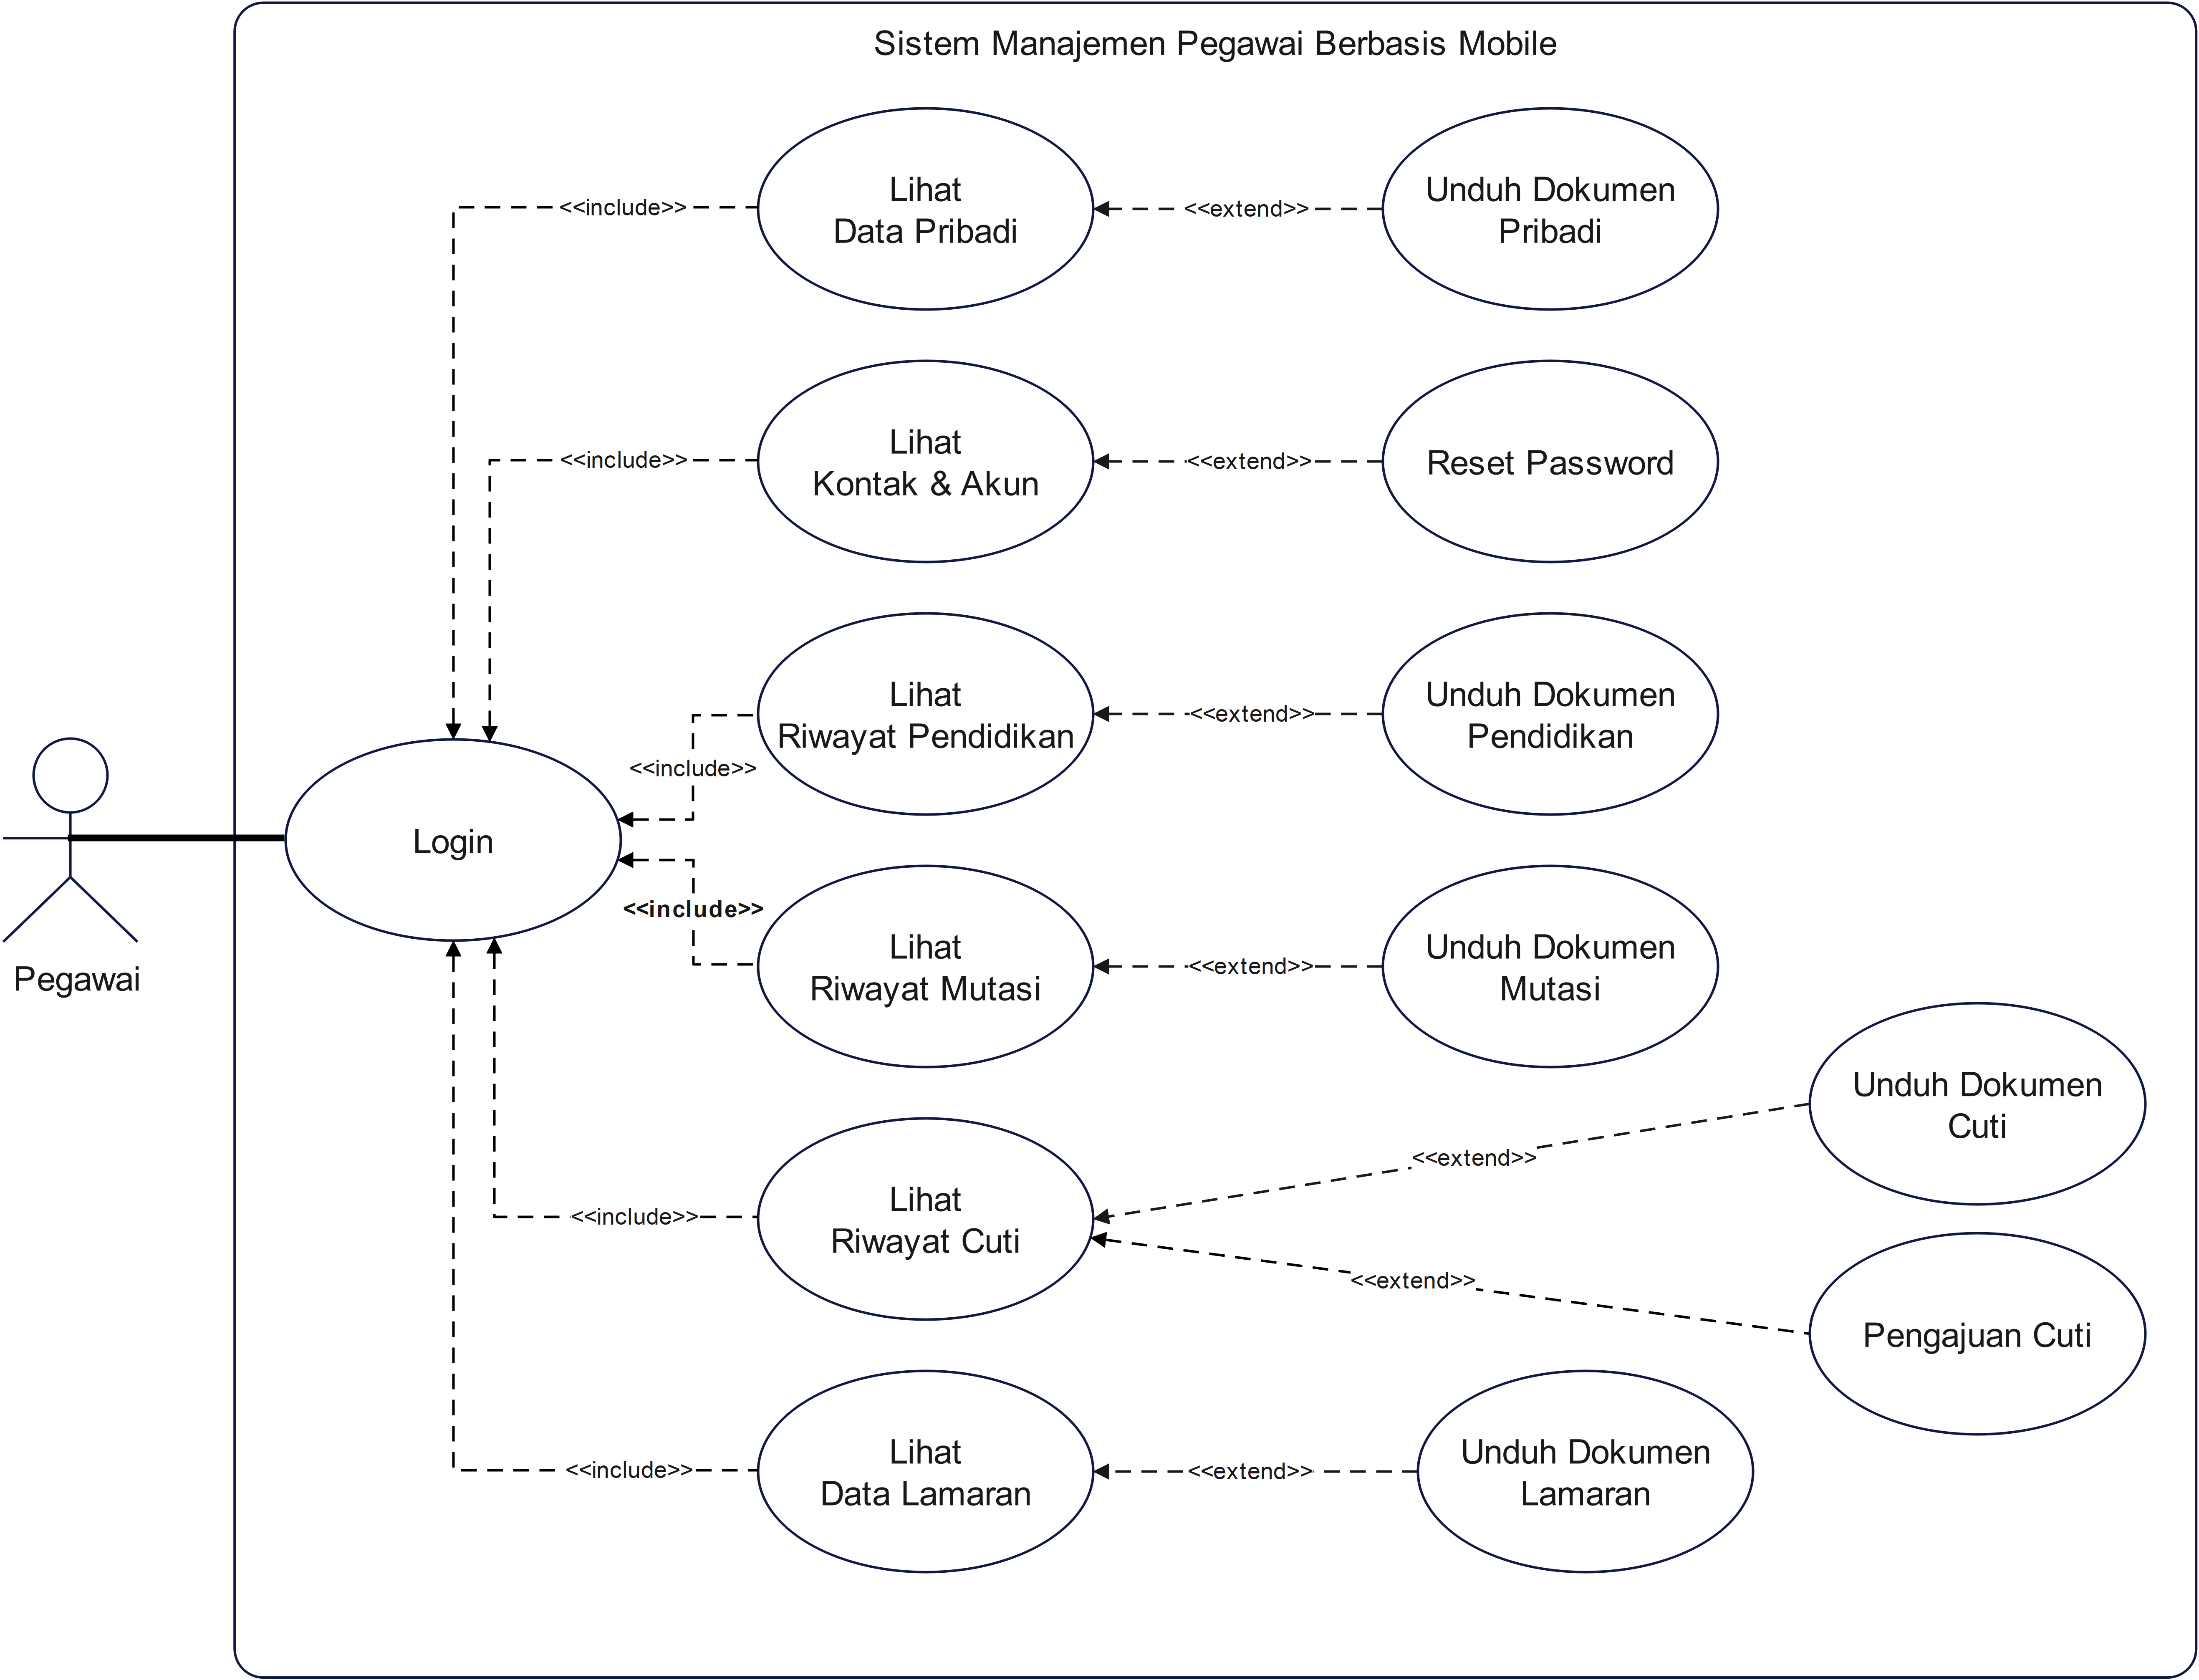 Sistem Manajemen Pegawai Berbasis Mobile
Lihat
Data Pribadi
<<include>>
<<extend>>
Unduh Dokumen
Pribadi
Lihat
Kontak & Akun
<<include>>
<<extend>>
Reset Password
Lihat
Riwayat Pendidikan
<<include>>
<<extend>>
Unduh Dokumen
Pendidikan
Login
Pegawai
<<include>>
Lihat
Riwayat Mutasi
<<extend>>
Unduh Dokumen
Mutasi
Lihat
Riwayat Cuti
<<include>>
<<extend>>
Unduh Dokumen
Cuti
<<extend>>
Pengajuan Cuti
Lihat
Data Lamaran
<<include>>
<<extend>>
Unduh Dokumen
Lamaran